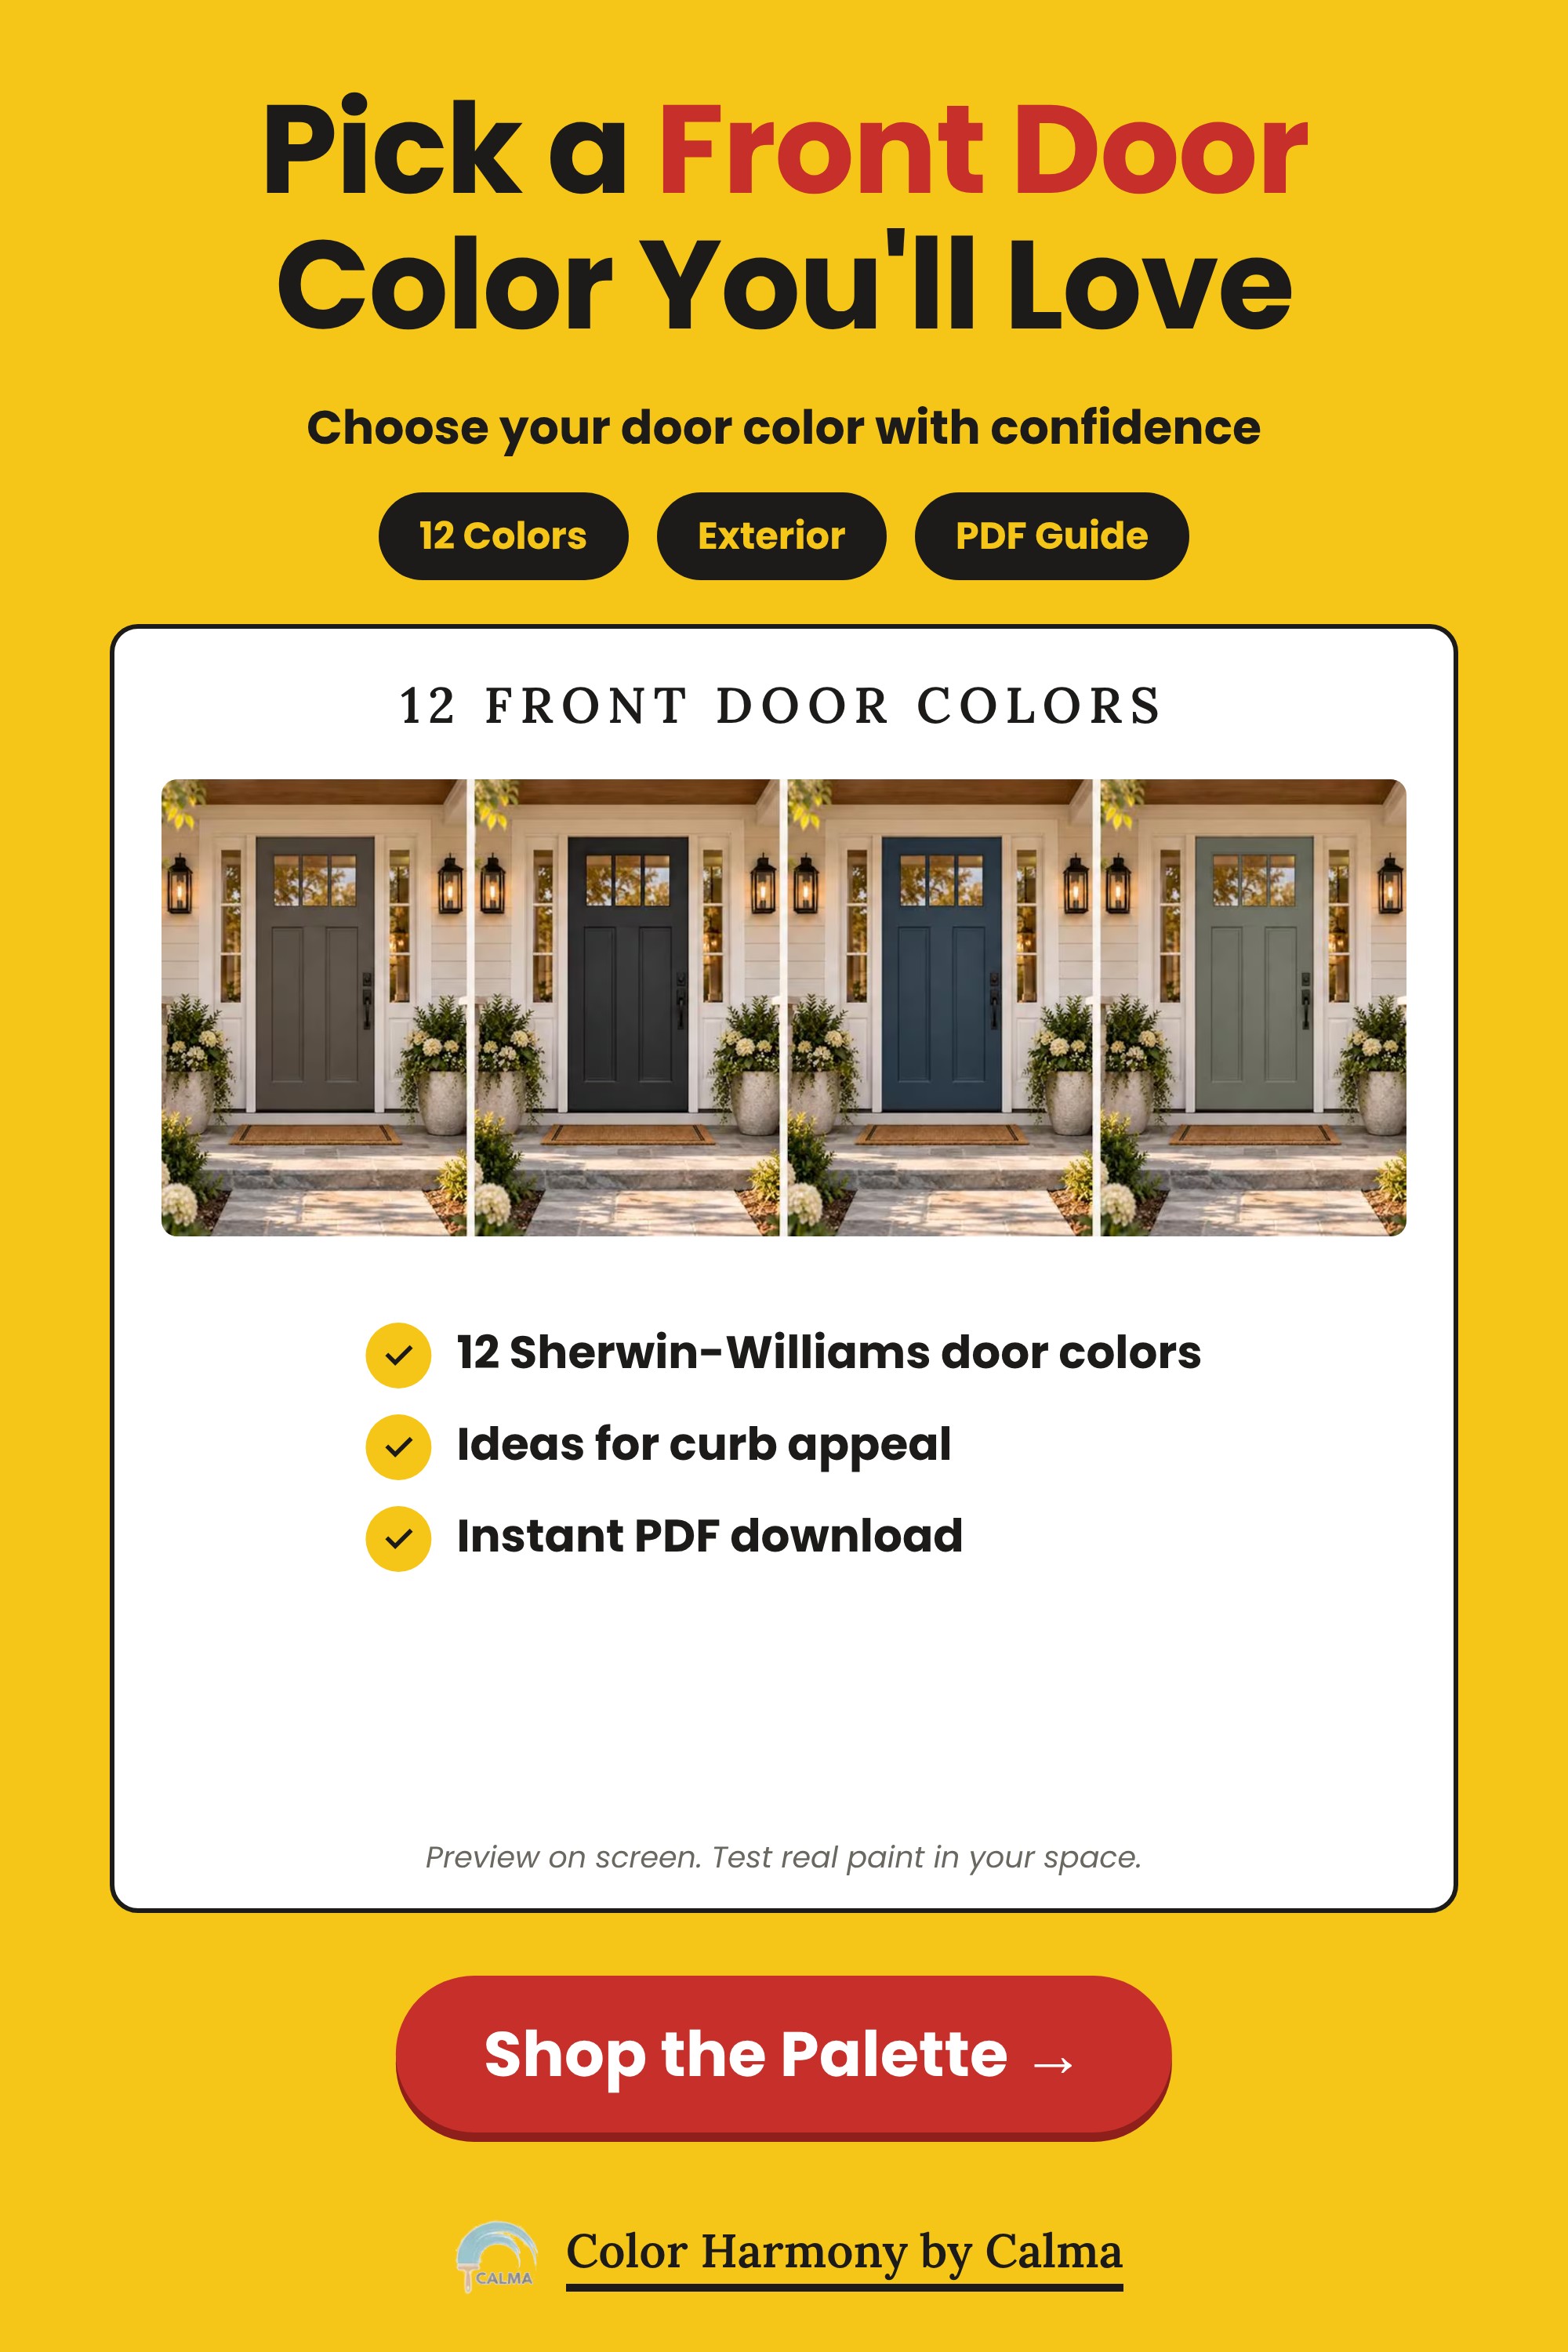 Pick a Front Door
Color You'll Love
Choose your door color with confidence
12 Colors
Exterior
PDF Guide
12 FRONT DOOR COLORS
12 Sherwin-Williams door colors
Ideas for curb appeal
Instant PDF download
Preview on screen. Test real paint in your space.
Shop the Palette →
CALMA
Color Harmony by Calma